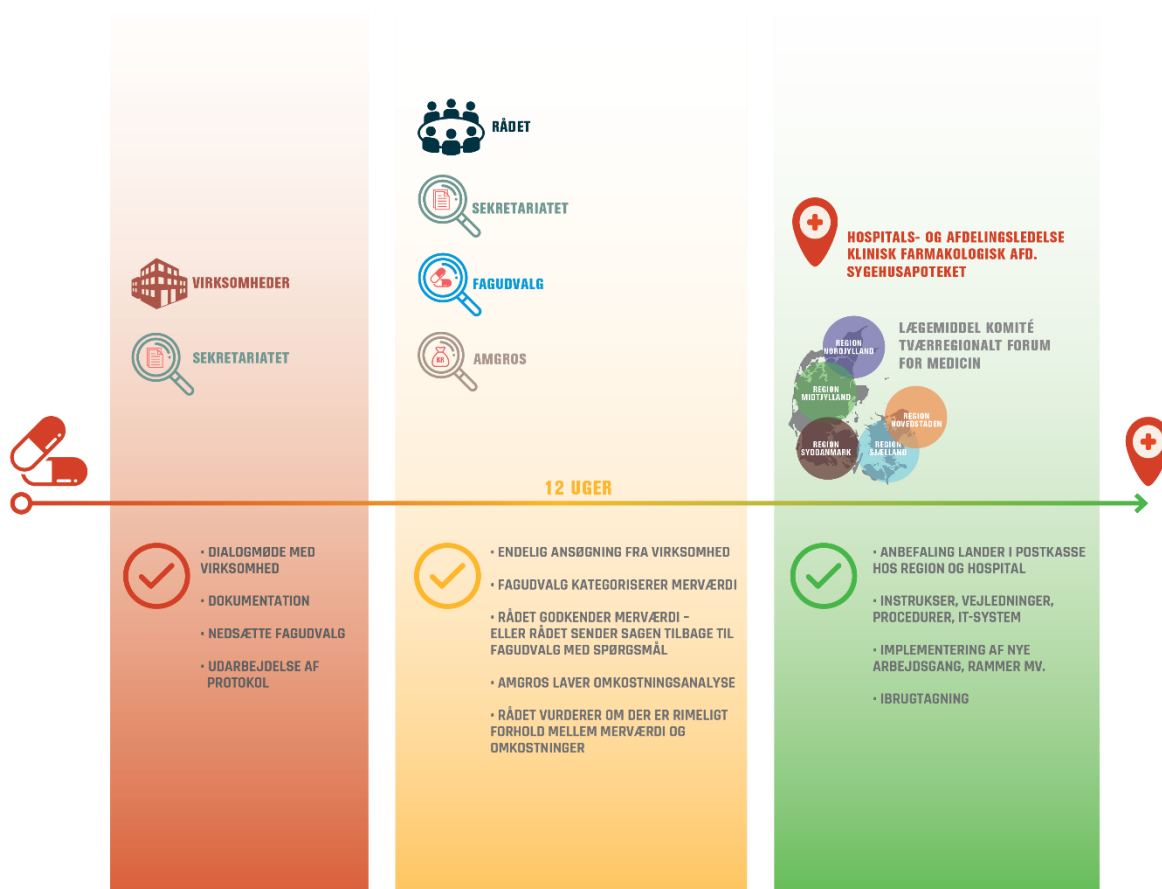 VIRKSOMHEDER
SEKRETARIATET
• DIALOGMØDE MED
VIRKSOMHED
• DOKUMENTATION
• NEDSÆTTE FAGUDVALG
• UDARBEJDELSE AF
PROTOKOL
RÅDET
SEKRETARIATET
FAGUDVALG
KR
AMGROS
12 UGER
• ENDELIG ANSØGNING FRA VIRKSOMHED
• FAGUDVALG KATEGORISERER MERVÆRDI
• RÅDET GODKENDER MERVÆRDI –
ELLER RÅDET SENDER SAGEN TILBAGE TIL
FAGUDVALG MED SPØRGSMÅL
• AMGROS LAVER OMKOSTNINGSANALYSE
• RÅDET VURDERER OM DER ER RIMELIGT
FORHOLD MELLEM MERVÆRDI OG
OMKOSTNINGER
HOSPITALS- OG AFDELINGSLEDELSE
KLINISK FARMAKOLOGISK AFD.
SYGEHUSAPOTEKET
LÆGEMIDDEL KOMITÉ
TVÆRREGIONALT FORUM
FOR MEDICIN
REGION
NORDJYLLAND
REGION
MIDTJYLLAND
REGION
HOVEDSTADEN
REGION
SYDDANMARK
REGION
SJÆLLAND
• ANBEFALING LANDER I POSTKASSE
HOS REGION OG HOSPITAL
• INSTRUKSER, VEJLEDNINGER,
PROCEDURER, IT-SYSTEM
• IMPLEMENTERING AF NYE
ARBEJDSGANG, RAMMER MV.
• IBRUGTAGNING